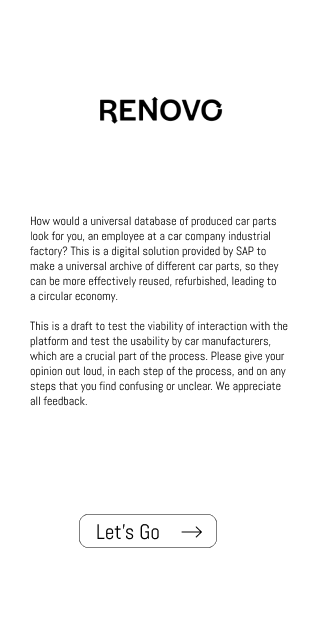 RENOVO
How would a universal database of produced car parts
look for you, an employee at a car company industrial
factory? This is a digital solution provided by SAP to
make a universal archive of different car parts, so they
can be more effectively reused, refurbished, leading to
a circular economy.
This is a draft to test the viability of interaction with the
platform and test the usability by car manufacturers,
which are a crucial part of the process. Please give your
opinion out loud, in each step of the process, and on any
steps that you find confusing or unclear. We appreciate
all feedback.
Let's Go